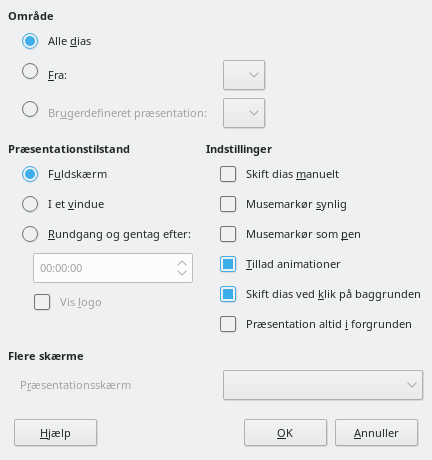 Område
Alle dias
Fra:
Brugerdefineret præsentation:
Præsentationstilstand
Fuldskærm
I et vindue
Rundgang og gentag efter:
00:00:00
Vis logo
Indstillinger
Skift dias manuelt
Musemarkør synlig
Musemarkør som pen
Tillad animationer
Skift dias ved klik på baggrunden
Præsentation altid i forgrunden
Flere skærme
Præsentationsskærm
Hjælp
OK
Annuller